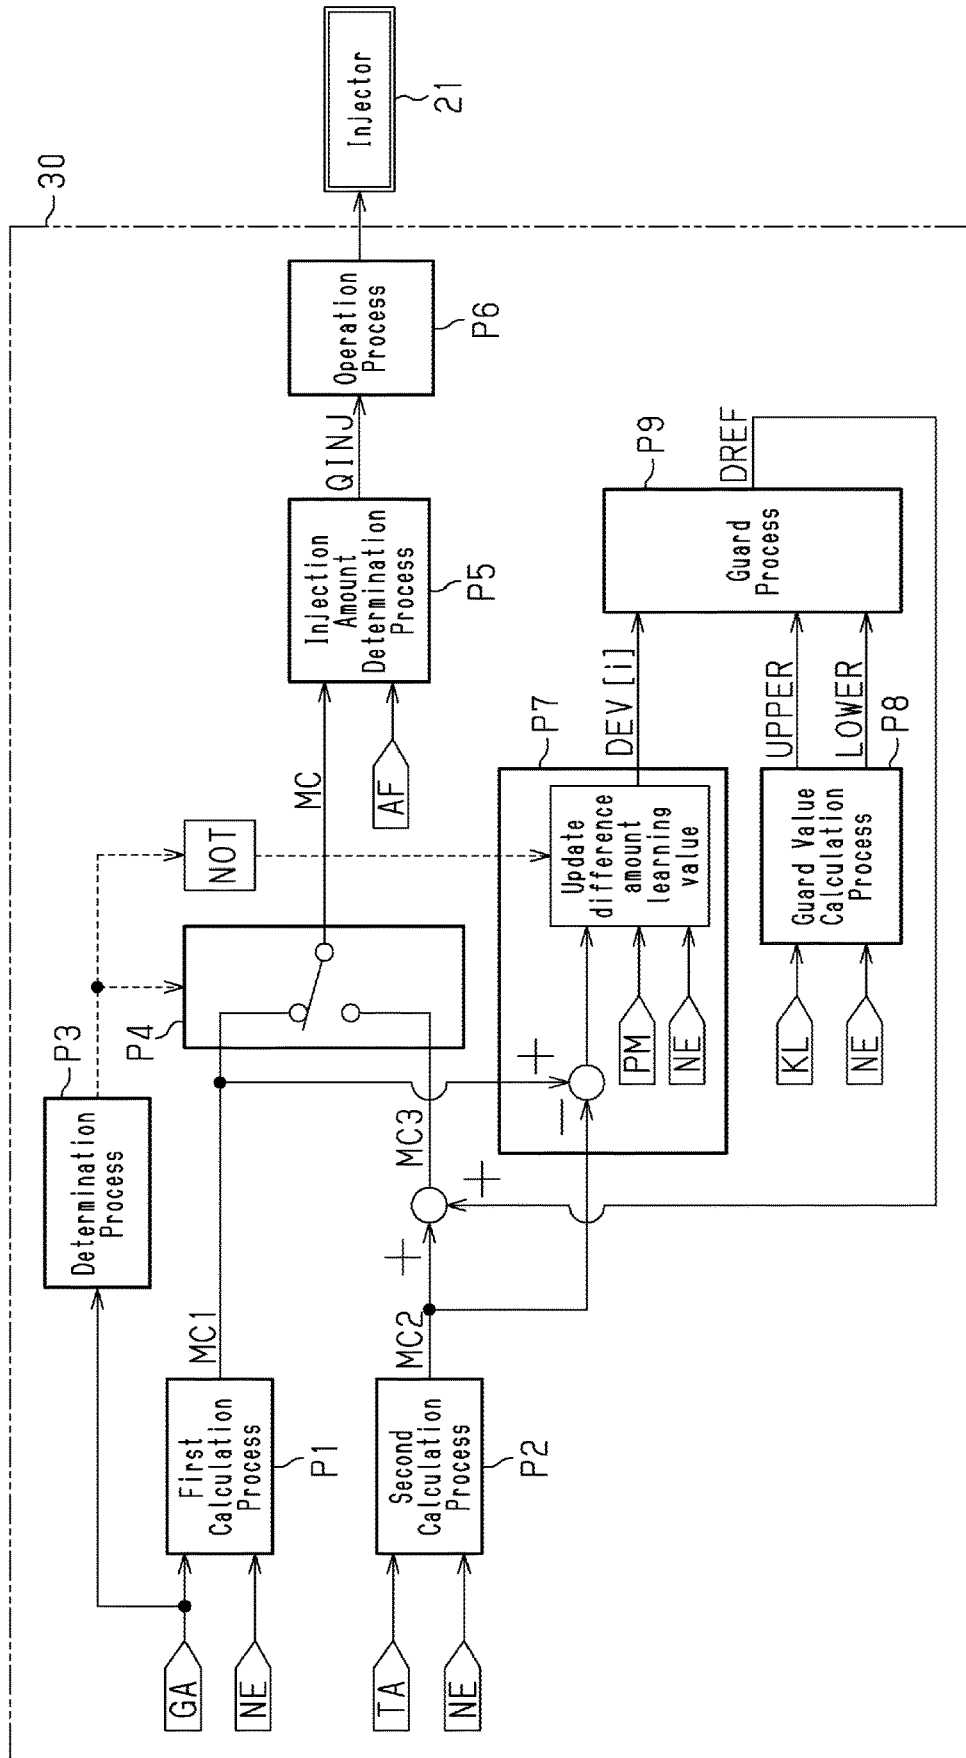 30
Determination
Process
P3
GA
NE
First
Calculation
Process
P1
MC1
P4
NOT
MC
AF
Injection
Amount
Determination
Process
P5
QINJ
Operation
Process
P6
Injector
21
TA
NE
Second
Calculation
Process
P2
MC2
+
+
MC3
+
−
PM
NE
Update
difference
amount
learning
value
P7
DEV [i]
KL
NE
Guard Value
Calculation
Process
P8
UPPER
LOWER
Guard
Process
P9
DREF